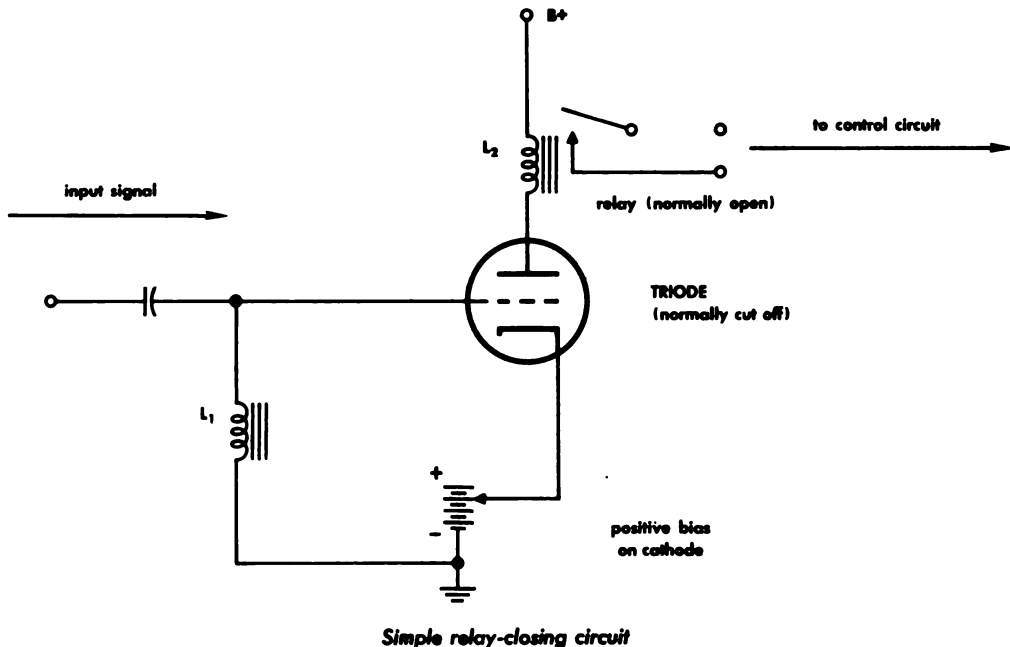 B+
L2
to control circuit
input signal
relay (normally open)
TRIODE
(normally cut off)
L1
+
-
positive bias
on cathode
Simple relay-closing circuit